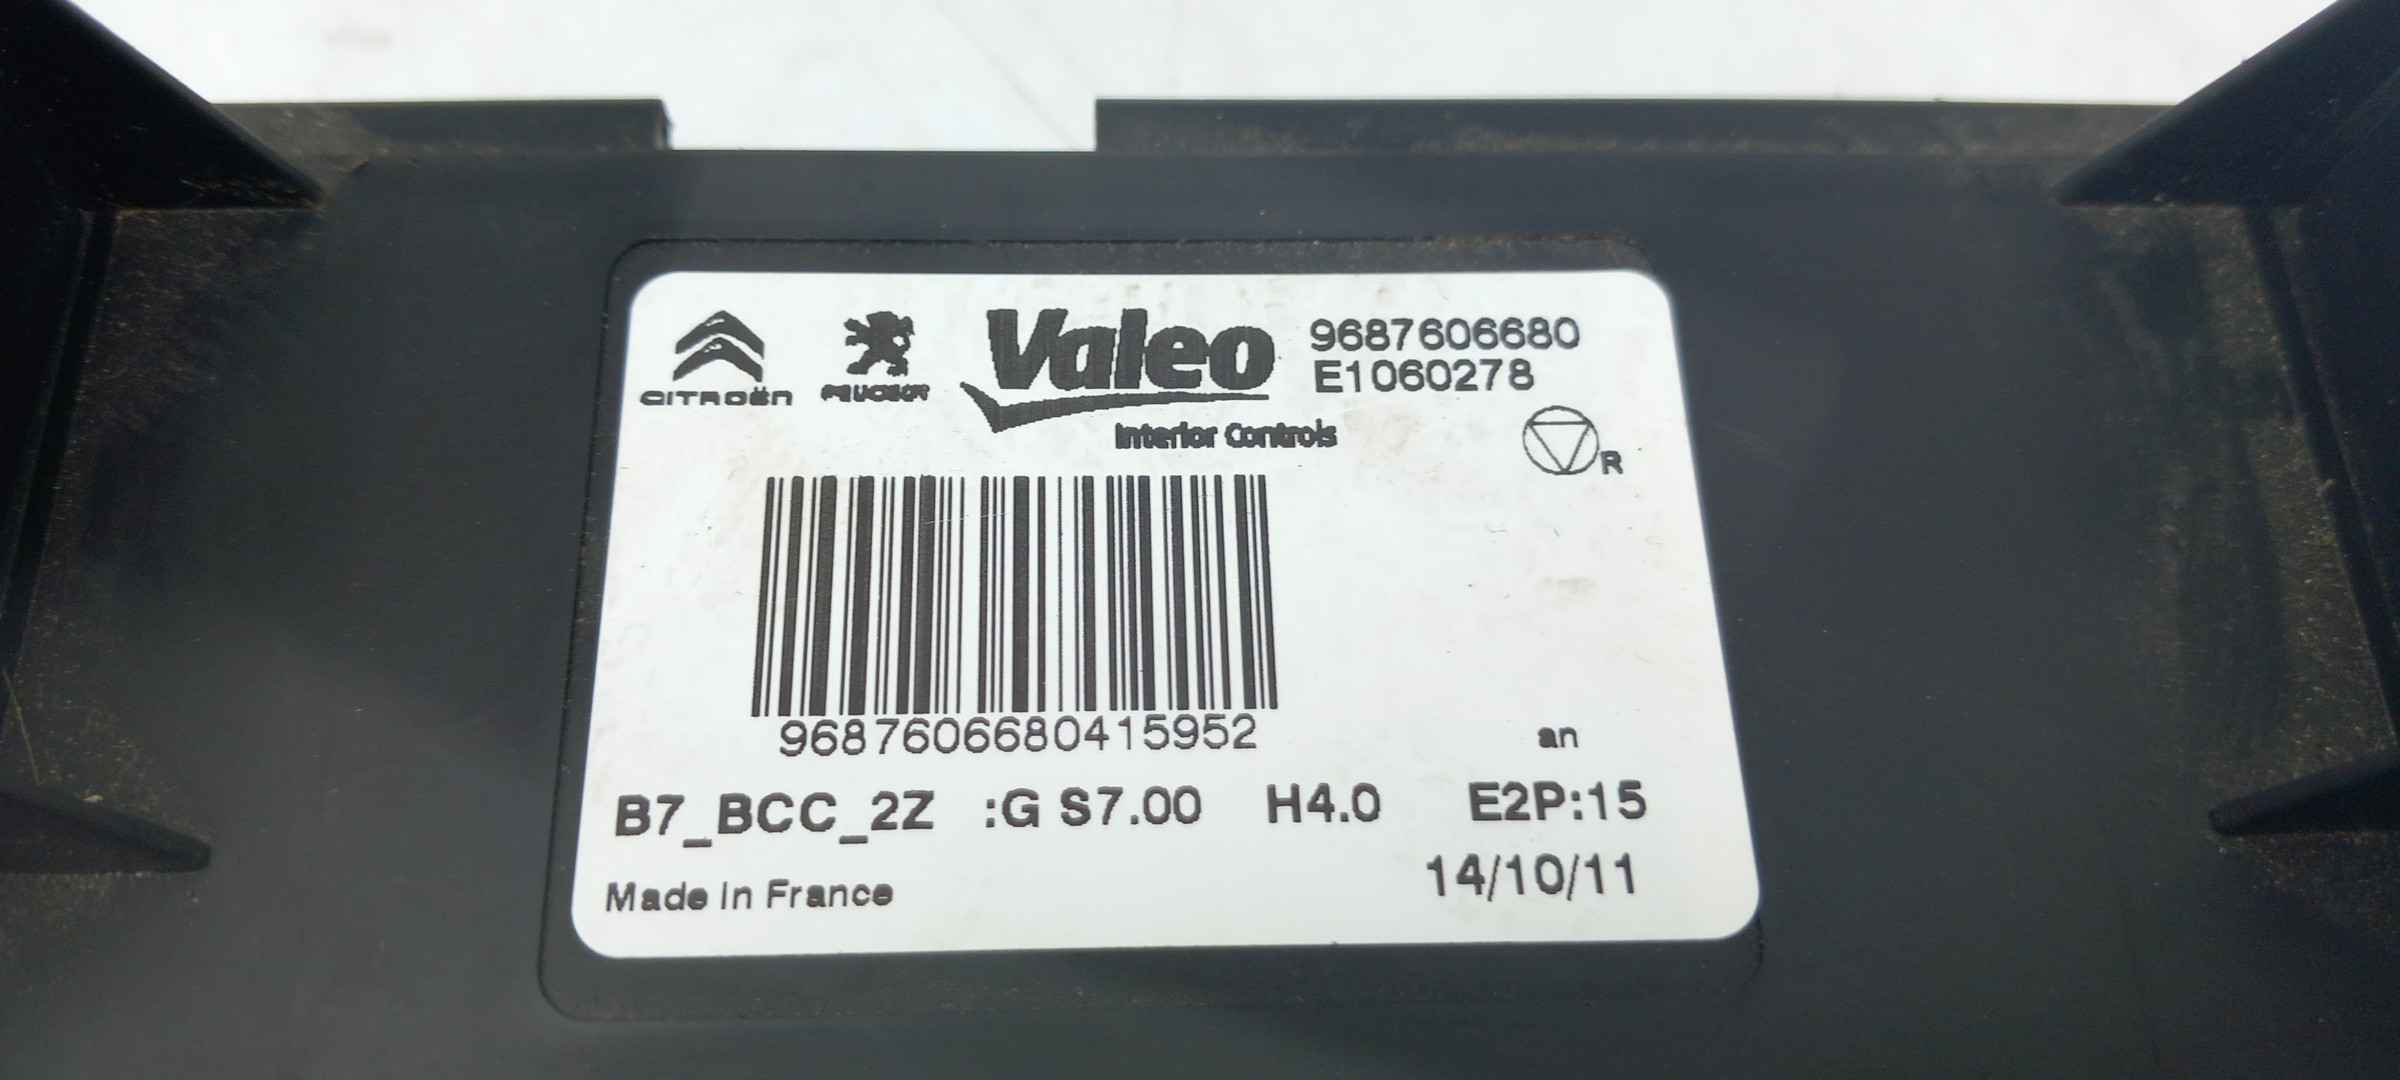 CITROËN PEUGEOT Valeo 9687606680
E1060278
Interior Controls
R
9687606680415952
an
B7_BCC_2Z :G S7.00 H4.0 E2P:15
14/10/11
Made in France